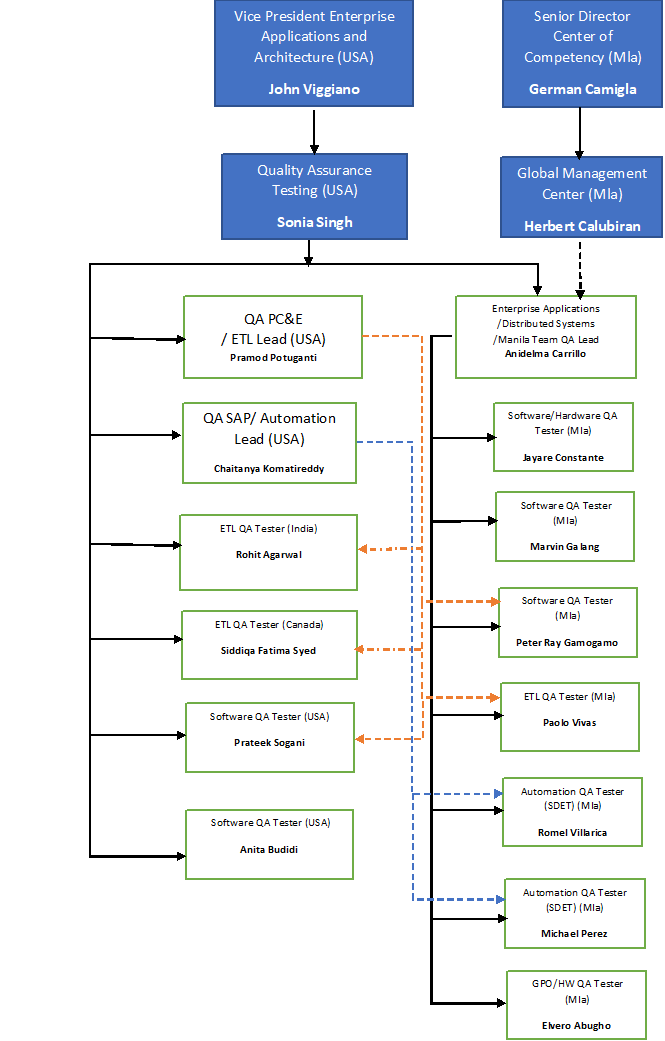 Vice President Enterprise
Applications and
Architecture (USA)
John Viggiano
Senior Director
Center of
Competency (Mla)
German Camigla
Quality Assurance
Testing (USA)
Sonia Singh
Global Management
Center (Mla)
Herbert Calubiran
QA PC&E
/ ETL Lead (USA)
Pramod Potuganti
Enterprise Applications
/Distributed Systems
/Manila Team QA Lead
Anidelma Carrillo
QA SAP/ Automation
Lead (USA)
Chaitanya Komatireddy
Software/Hardware QA
Tester (Mla)
Jayare Constante
ETL QA Tester (India)
Rohit Agarwal
Software QA Tester
(Mla)
Marvin Galang
ETL QA Tester (Canada)
Siddiqa Fatima Syed
Software QA Tester
(Mla)
Peter Ray Gamogamo
Software QA Tester (USA)
Prateek Sogani
ETL QA Tester (Mla)
Paolo Vivas
Software QA Tester (USA)
Anita Budidi
Automation QA Tester
(SDET) (Mla)
Romel Villarica
Automation QA Tester
(SDET) (Mla)
Michael Perez
GPO/HW QA Tester
(Mla)
Elvero Abugho